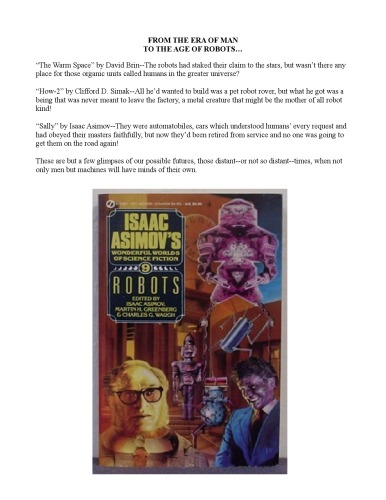 FROM THE ERA OF MAN
TO THE AGE OF ROBOTS…
“The Warm Space” by David Brin--The robots had staked their claim to the stars, but wasn’t there any
place for those organic units called humans in the greater universe?
“How-2” by Clifford D. Simak--All he’d wanted to build was a pet robot rover, but what he got was a
being that was never meant to leave the factory, a metal creature that might be the mother of all robot
kind!
“Sally” by Isaac Asimov--They were automatobiles, cars which understood humans’ every request and
had obeyed their masters faithfully, but now they’d been retired from service and no one was going to
get them on the road again!
These are but a few glimpses of our possible futures, those distant--or not so distant--times, when not
only men but machines will have minds of their own.
ISAAC
ASIMOV'S
WONDERFUL WORLDS
OF SCIENCE FICTION
9
ROBOTS
EDITED BY
ISAAC ASIMOV,
MARTIN H. GREENBERG
& CHARLES G. WAUGH